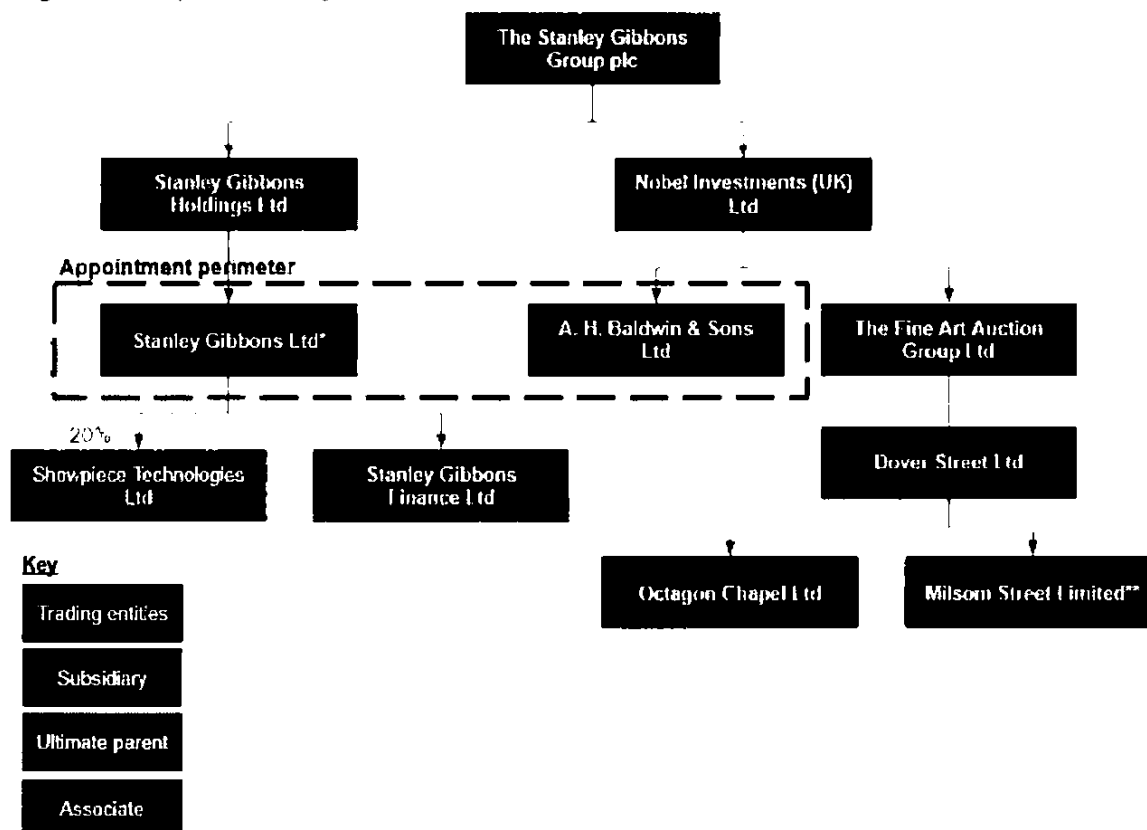 The Stanley Gibbons
Group plc
Stanley Gibbons
Holdings Ltd
Nobel Investments (UK)
Ltd
Appointment perimeter
Stanley Gibbons Ltd*
A. H. Baldwin & Sons
Ltd
The Fine Art Auction
Group Ltd
20%
Showpiece Technologies
Ltd
Stanley Gibbons
Finance Ltd
Dover Street Ltd
Octagon Chapel Ltd
Milsom Street Limited**
Key
Trading entities
Subsidiary
Ultimate parent
Associate